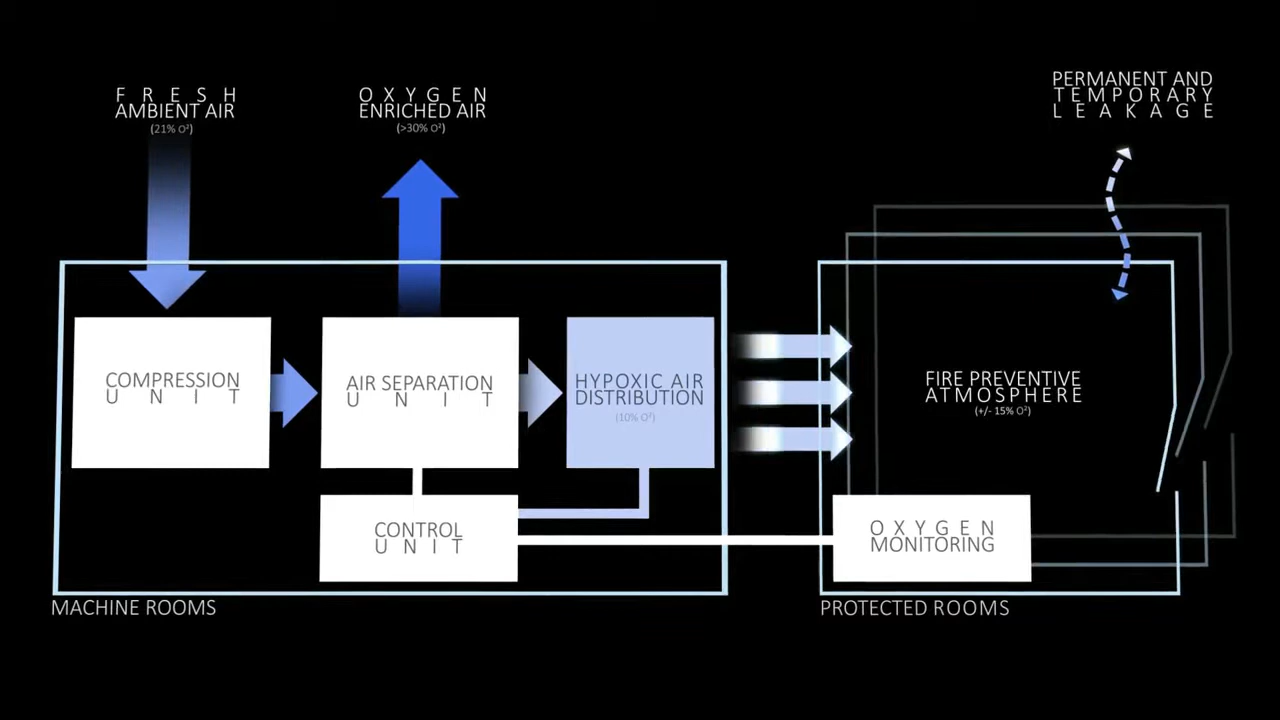 FRESH
AMBIENT AIR
(21% O²)
OXYGEN
ENRICHED AIR
(>30% O²)
PERMANENT AND
TEMPORARY
LEAKAGE
COMPRESSION
UNIT
AIR SEPARATION
UNIT
HYPOXIC AIR
DISTRIBUTION
(10% O²)
FIRE PREVENTIVE
ATMOSPHERE
(+/- 15% O²)
CONTROL
UNIT
OXYGEN
MONITORING
MACHINE ROOMS
PROTECTED ROOMS